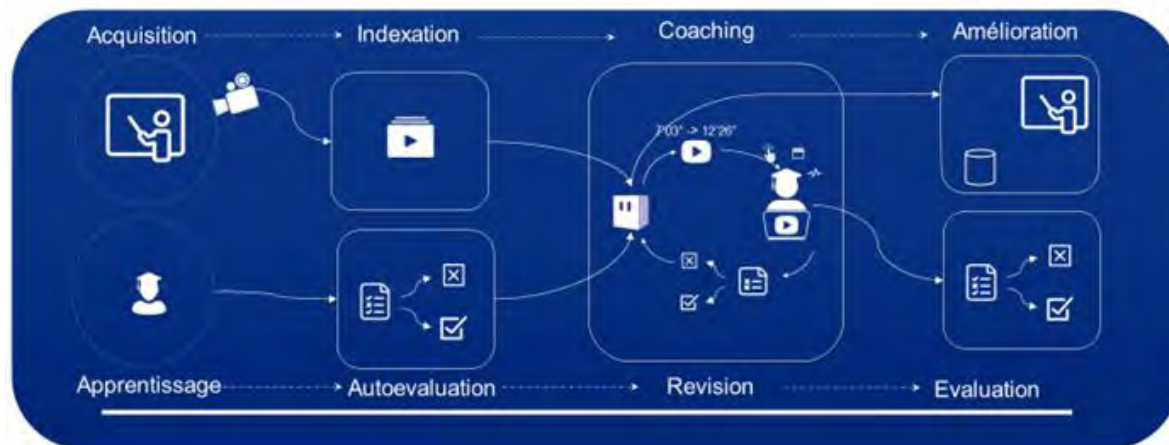 Acquisition
Indexation
Coaching
Amélioration
7'03" -> 12'26"
Apprentissage
Autoevaluation
Revision
Evaluation